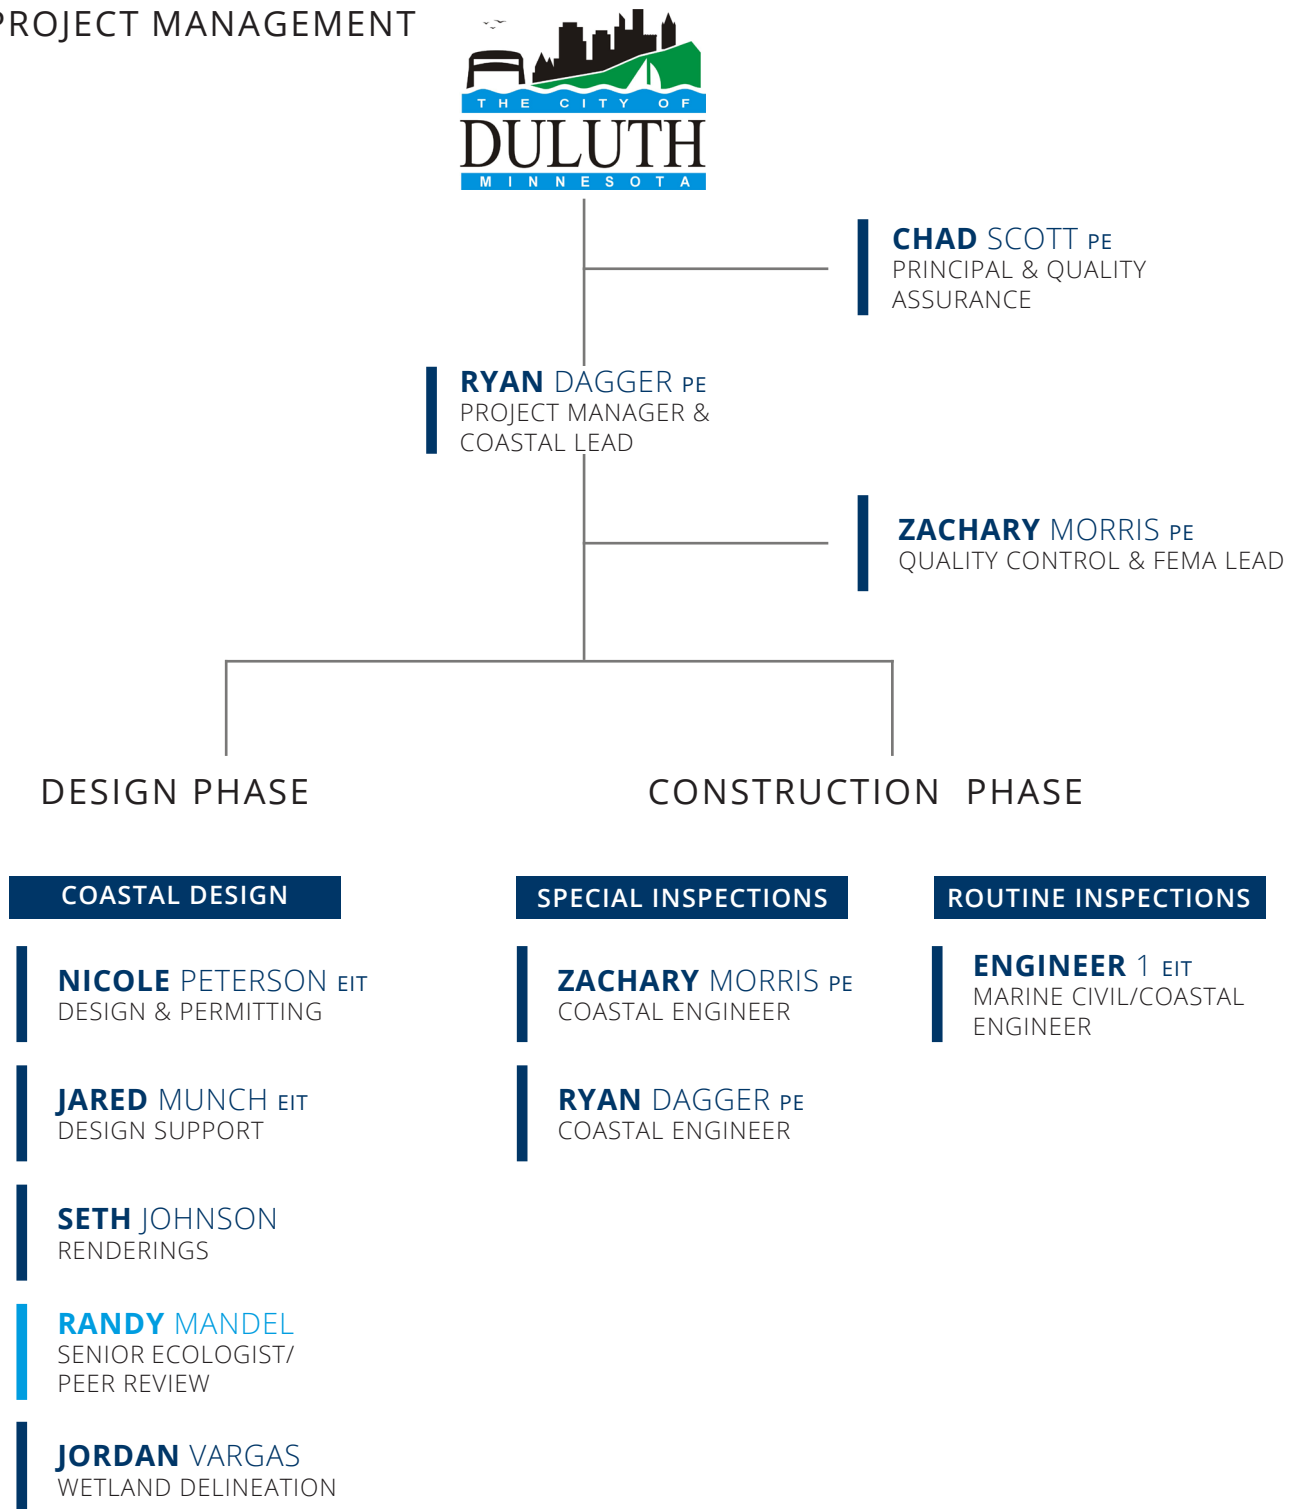 PROJECT MANAGEMENT
THE CITY OF
DULUTH
MINNESOTA
CHAD SCOTT PE
PRINCIPAL & QUALITY
ASSURANCE
RYAN DAGGER PE
PROJECT MANAGER &
COASTAL LEAD
ZACHARY MORRIS PE
QUALITY CONTROL & FEMA LEAD
DESIGN PHASE
CONSTRUCTION PHASE
COASTAL DESIGN
NICOLE PETERSON EIT
DESIGN & PERMITTING
JARED MUNCH EIT
DESIGN SUPPORT
SETH JOHNSON
RENDERINGS
RANDY MANDEL
SENIOR ECOLOGIST/
PEER REVIEW
JORDAN VARGAS
WETLAND DELINEATION
SPECIAL INSPECTIONS
ZACHARY MORRIS PE
COASTAL ENGINEER
RYAN DAGGER PE
COASTAL ENGINEER
ROUTINE INSPECTIONS
ENGINEER 1 EIT
MARINE CIVIL/COASTAL
ENGINEER